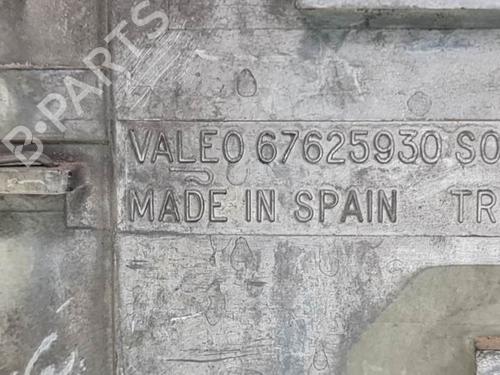 B-PARTS
VALEO 67625930 SO
MADE IN SPAIN TR